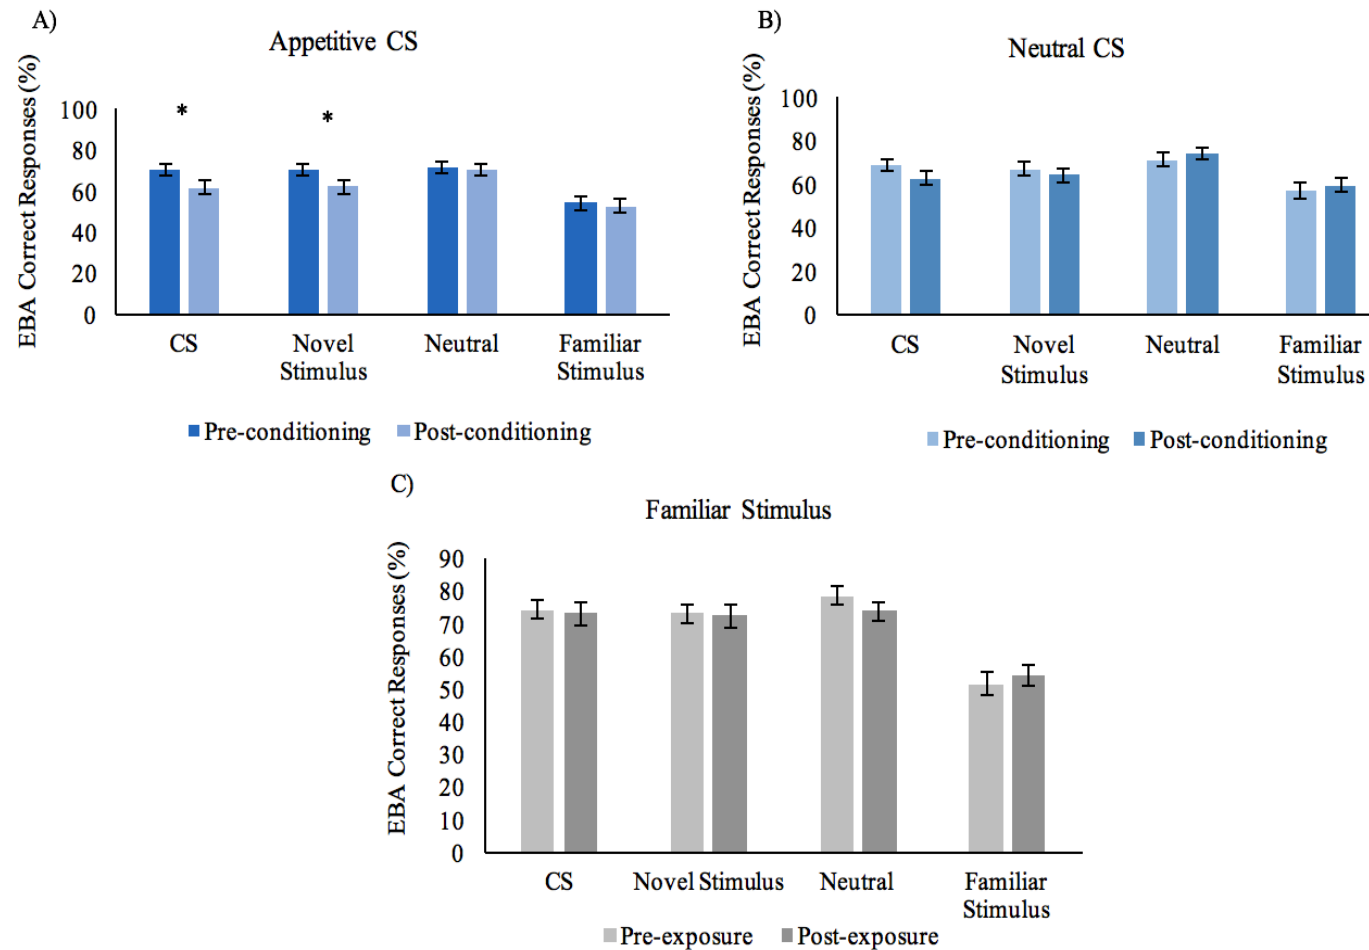 A)
Appetitive CS
EBA Correct Responses (%)
100
80
60
40
20
0
*
*
CS
Novel
Stimulus
Neutral
Familiar
Stimulus
Pre-conditioning
Post-conditioning
B)
Neutral CS
EBA Correct Responses (%)
100
80
60
40
20
0
CS
Novel
Stimulus
Neutral
Familiar
Stimulus
Pre-conditioning
Post-conditioning
C)
Familiar Stimulus
EBA Correct Responses (%)
90
80
70
60
50
40
30
20
10
0
CS
Novel Stimulus
Neutral
Familiar
Stimulus
Pre-exposure
Post-exposure